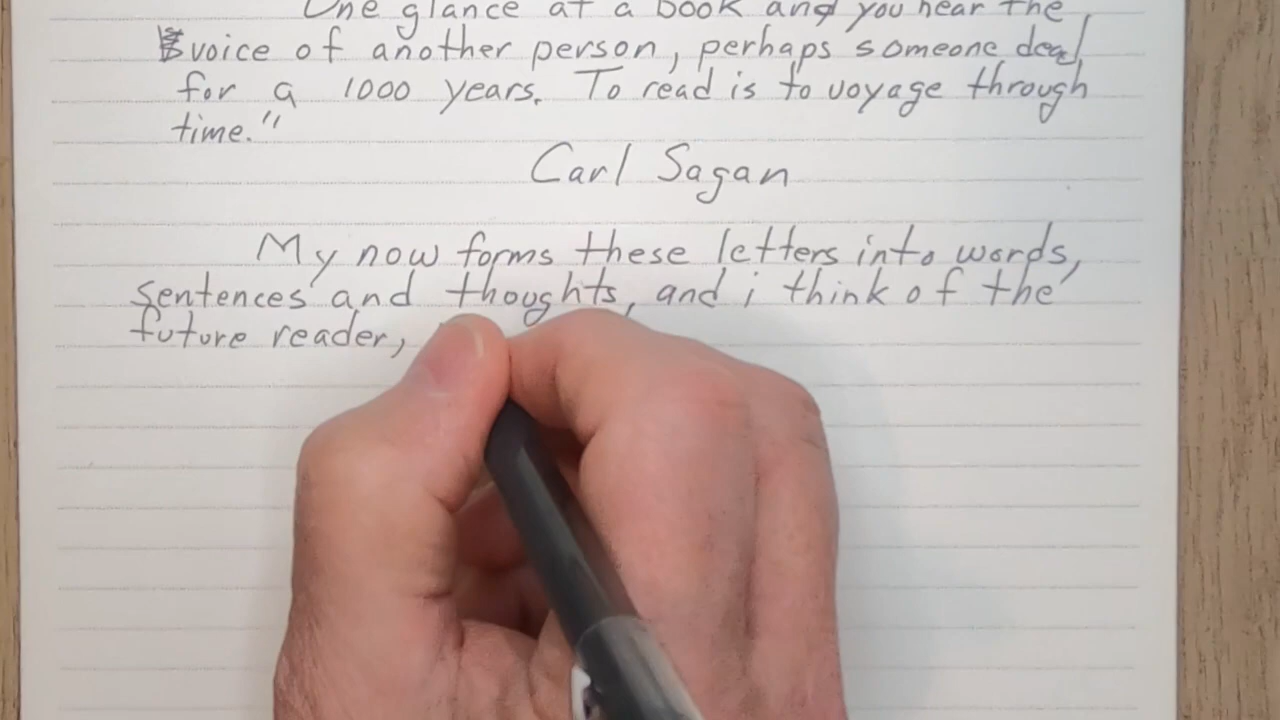 One glance at a book and you hear the
voice of another person, perhaps someone dead
for a 1000 years. To read is to voyage through
time."
Carl Sagan
My now forms these letters into words,
sentences and thoughts, and i think of the
future reader,